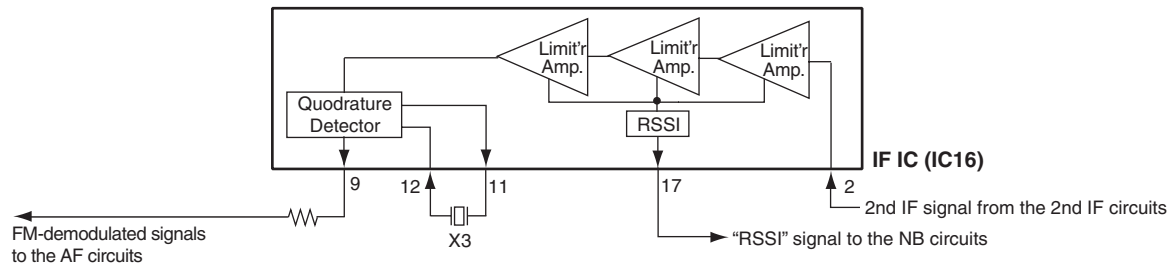 Limit'r
Amp.
Limit'r
Amp.
Limit'r
Amp.
Quodrature
Detector
RSSI
IF IC (IC16)
9
12
11
17
2
X3
2nd IF signal from the 2nd IF circuits
FM-demodulated signals
to the AF circuits
“RSSI” signal to the NB circuits